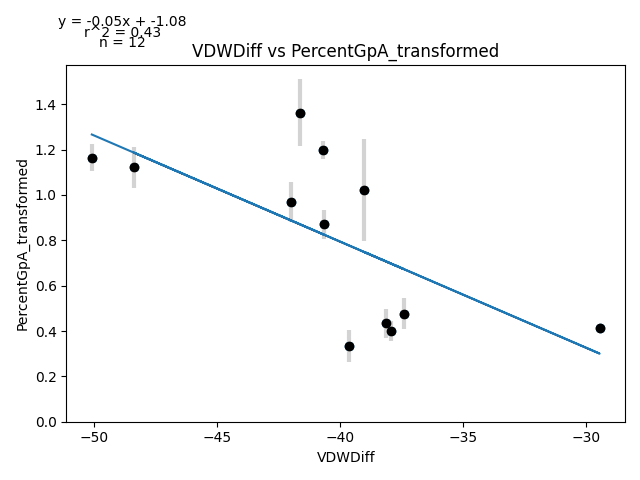 y = -0.05x + -1.08
r^2 = 0.43
n = 12
VDWDiff vs PercentGpA_transformed
1.4
1.2
1.0
0.8
0.6
0.4
0.2
0.0
PercentGpA_transformed
−50
−45
−40
−35
−30
VDWDiff